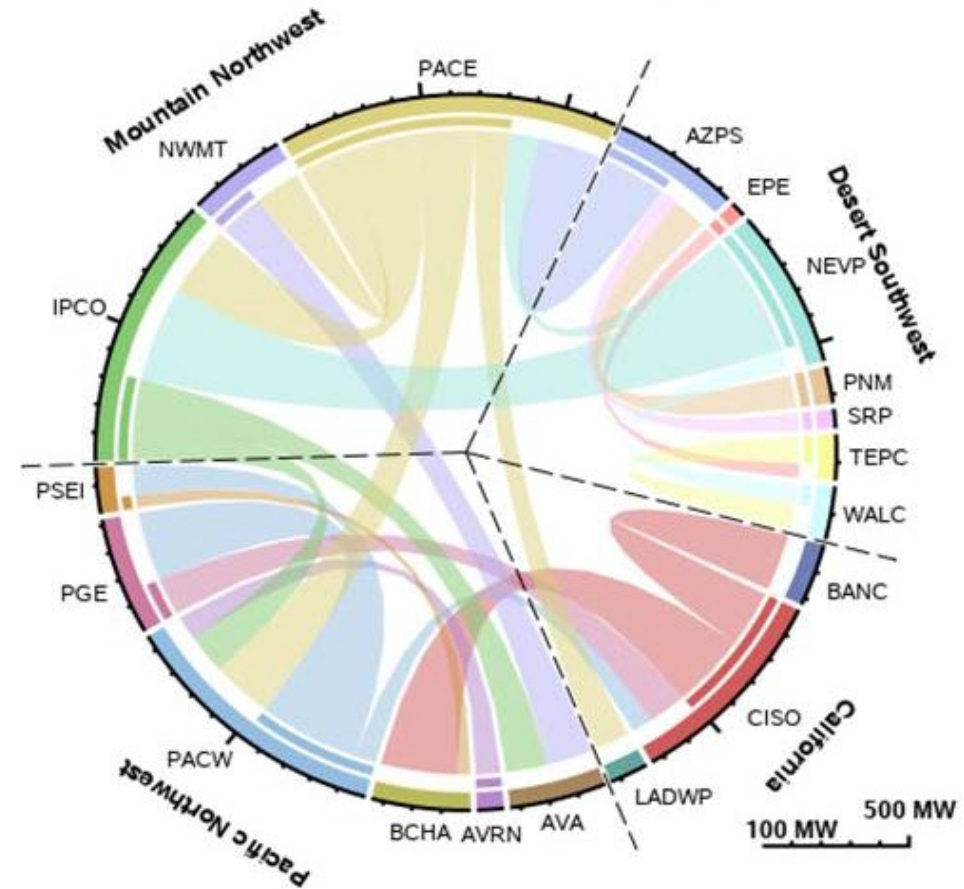 Mountain Northwest
PACE
NWMT
AZPS
EPE
Desert Southwest
NEVP
IPCO
PNM
SRP
TEPC
PSEI
WALC
PGE
BANC
CISO
California
PACW
Pacific Northwest
LADWP
BCHA
AVRN
AVA
100 MW
500 MW